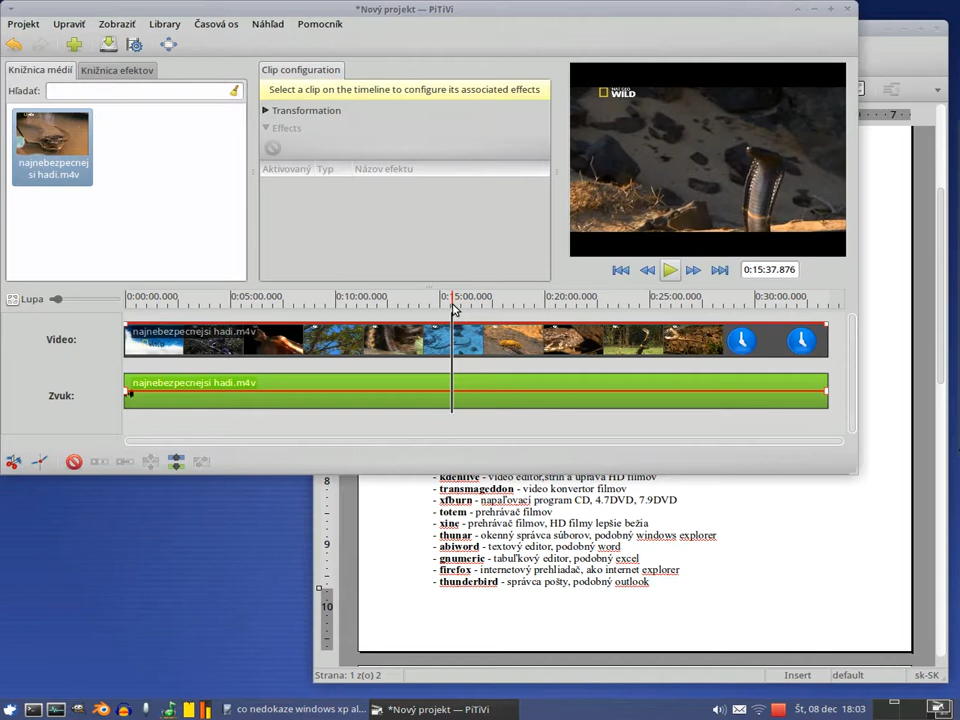 *Nový projekt — PiTiVi
Projekt Upraviť Zobraziť Library Časová os Náhľad Pomocník
Knižnica médií Knižnica efektov
Hľadať:
najnebezpecnej
si hadi.m4v
Clip configuration
Select a clip on the timeline to configure its associated effects
Transformation
Effects
Aktivovaný Typ Názov efektu
NAT GEO
WILD
0:15:37.876
Lupa
0:00:00.000 0:05:00.000 0:10:00.000 0:15:00.000 0:20:00.000 0:25:00.000 0:30:00.000
Video:
najnebezpecnejsi hadi.m4v
Zvuk:
najnebezpecnejsi hadi.m4v
7
8
9
10
- kdenlive - video editor,strih a úprava HD filmov
- transmageddon - video konvertor filmov
- xfburn - napaľovací program CD, 4.7DVD, 7.9DVD
- totem - prehrávač filmov
- xine - prehrávač filmov, HD filmy lepšie bežia
- thunar - okenný správca súborov, podobný windows explorer
- abiword - textový editor, podobný word
- gnumeric - tabuľkový editor, podobný excel
- firefox - internetový prehliadač, ako internet explorer
- thunderbird - správca pošty, podobný outlook
Strana: 1 z(o) 2
Insert
default
sk-SK
co nedokaze windows xp al...
*Nový projekt — PiTiVi
Št, 08 dec 18:03